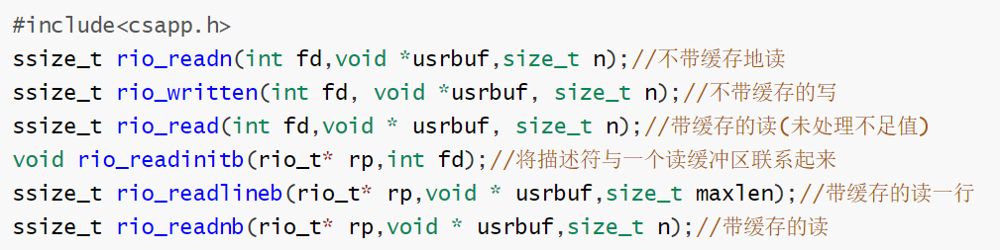 #include<csapp.h>
ssize_t rio_readn(int fd,void *usrbuf,size_t n);//不带缓存地读
ssize_t rio_written(int fd, void *usrbuf, size_t n);//不带缓存的写
ssize_t rio_read(int fd,void * usrbuf, size_t n);//带缓存的读(未处理不足值)
void rio_readinitb(rio_t* rp,int fd);//将描述符与一个读缓冲区联系起来
ssize_t rio_readlineb(rio_t* rp,void * usrbuf,size_t maxlen);//带缓存的读一行
ssize_t rio_readnb(rio_t* rp,void * usrbuf,size_t n);//带缓存的读